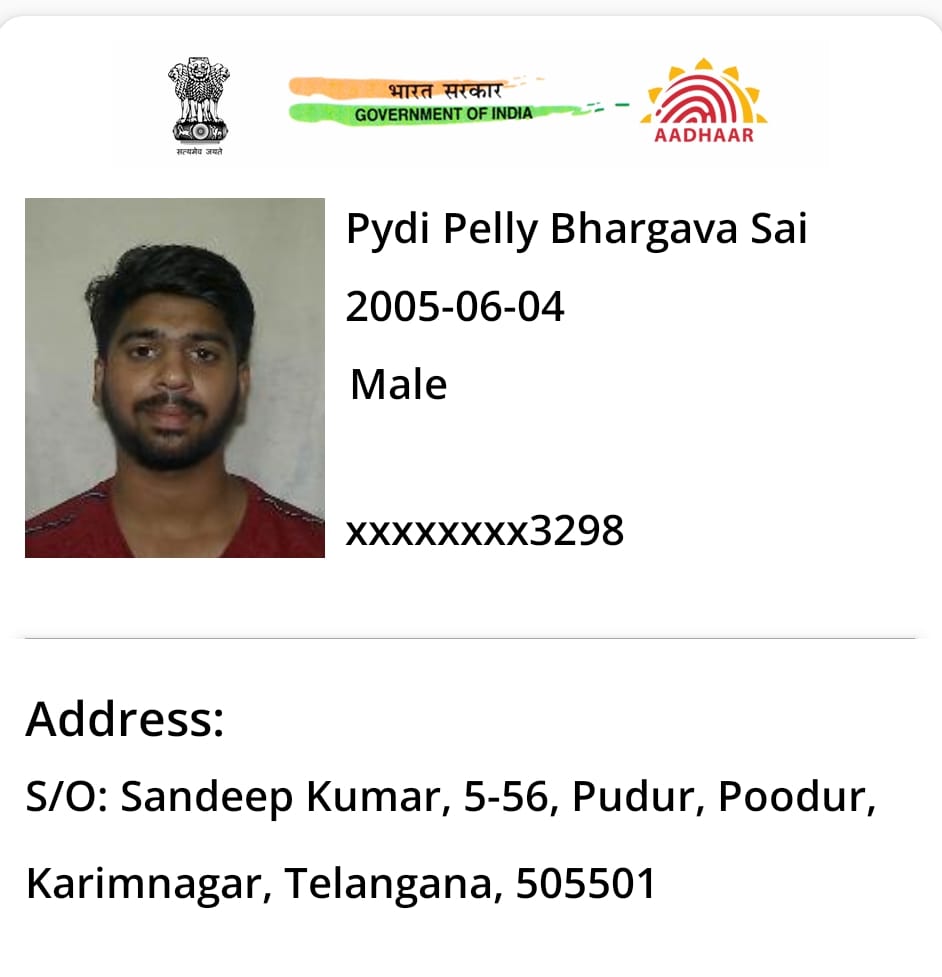 सत्यमेव जयते
भारत सरकार
GOVERNMENT OF INDIA
AADHAAR
Pydi Pelly Bhargava Sai
2005-06-04
Male
xxxxxxxx3298
Address:
S/O: Sandeep Kumar, 5-56, Pudur, Poodur,
Karimnagar, Telangana, 505501